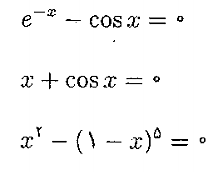 e^{-x} − cos x = ۰
x + cos x = ۰
x^۲ − (۱ − x)^۵ = ۰